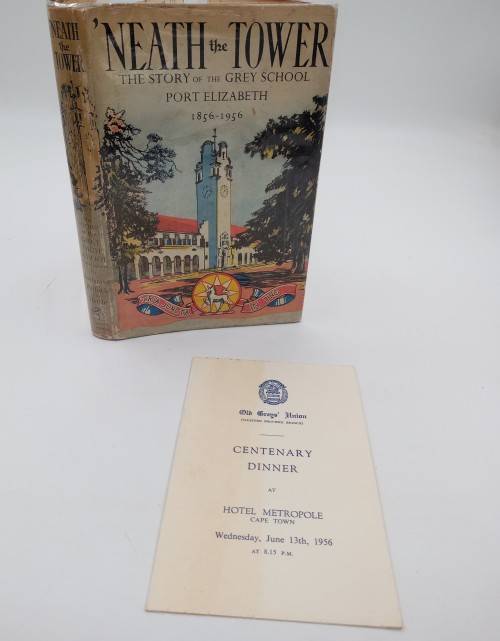 NEATH
the
TOWER
'NEATH the TOWER
THE STORY OF THE GREY SCHOOL
PORT ELIZABETH
1856-1956
Old Greys' Union
CENTENARY
DINNER
AT
HOTEL METROPOLE
CAPE TOWN
Wednesday, June 13th, 1956
AT 8.15 P.M.